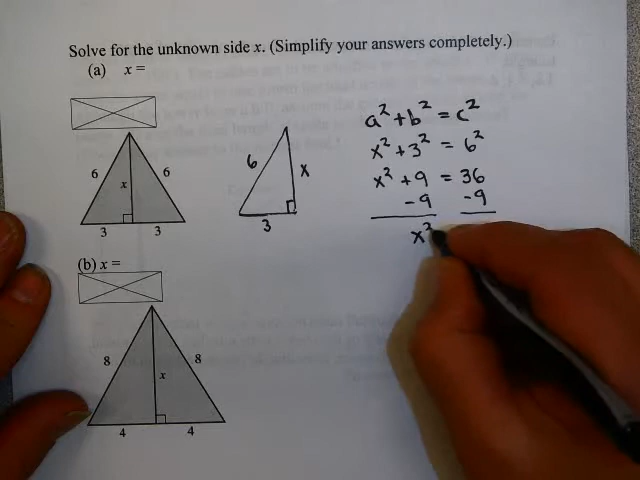 Solve for the unknown side x. (Simplify your answers completely.)
(a) x =
6
6
x
3
3
6
x
3
a² + b² = c²
x² + 3² = 6²
x² + 9 = 36
-9 -9
x²
(b) x =
8
8
x
4
4